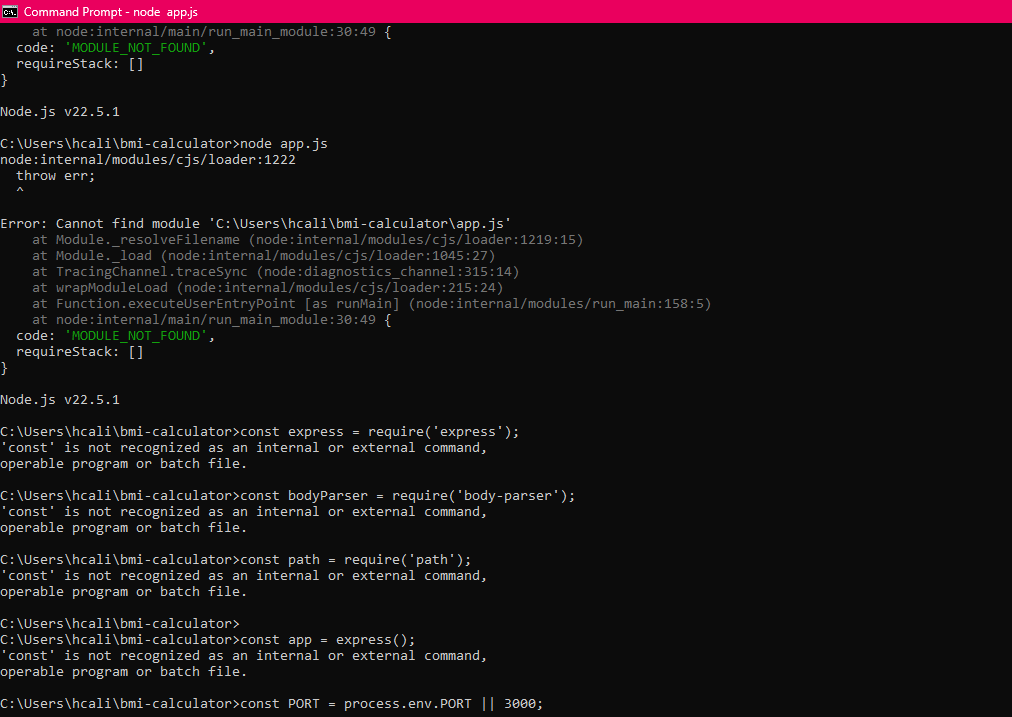 Command Prompt - node  app.js
    at node:internal/main/run_main_module:30:49 {
  code: 'MODULE_NOT_FOUND',
  requireStack: []
}

Node.js v22.5.1

C:\Users\hcali\bmi-calculator>node app.js
node:internal/modules/cjs/loader:1222
  throw err;
  ^

Error: Cannot find module 'C:\Users\hcali\bmi-calculator\app.js'
    at Module._resolveFilename (node:internal/modules/cjs/loader:1219:15)
    at Module._load (node:internal/modules/cjs/loader:1045:27)
    at TracingChannel.traceSync (node:diagnostics_channel:315:14)
    at wrapModuleLoad (node:internal/modules/cjs/loader:215:24)
    at Function.executeUserEntryPoint [as runMain] (node:internal/modules/run_main:158:5)
    at node:internal/main/run_main_module:30:49 {
  code: 'MODULE_NOT_FOUND',
  requireStack: []
}

Node.js v22.5.1

C:\Users\hcali\bmi-calculator>const express = require('express');
'const' is not recognized as an internal or external command,
operable program or batch file.

C:\Users\hcali\bmi-calculator>const bodyParser = require('body-parser');
'const' is not recognized as an internal or external command,
operable program or batch file.

C:\Users\hcali\bmi-calculator>const path = require('path');
'const' is not recognized as an internal or external command,
operable program or batch file.

C:\Users\hcali\bmi-calculator>
C:\Users\hcali\bmi-calculator>const app = express();
'const' is not recognized as an internal or external command,
operable program or batch file.

C:\Users\hcali\bmi-calculator>const PORT = process.env.PORT || 3000;